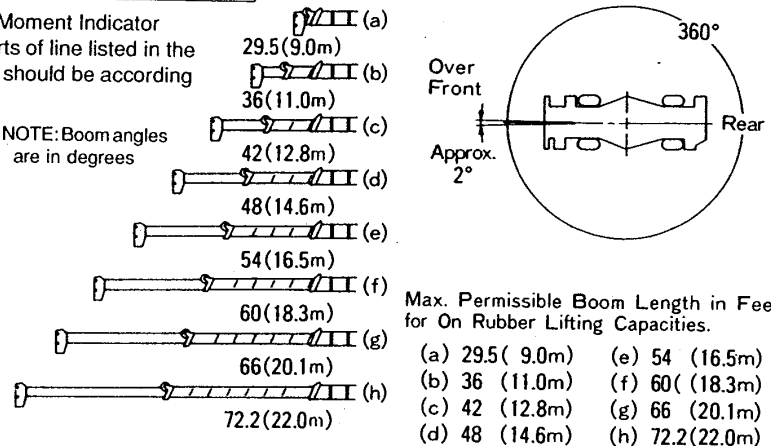 Moment Indicator
rts of line listed in the
should be according
NOTE: Boom angles
are in degrees
(a)
29.5(9.0m)
(b)
36(11.0m)
(c)
42(12.8m)
(d)
48(14.6m)
(e)
54(16.5m)
(f)
60(18.3m)
(g)
66(20.1m)
(h)
72.2(22.0m)
360°
Over
Front
Rear
Approx.
2°
Max. Permissible Boom Length in Fee
for On Rubber Lifting Capacities.
(a) 29.5( 9.0m) (e) 54 (16.5m)
(b) 36 (11.0m) (f) 60( (18.3m)
(c) 42 (12.8m) (g) 66 (20.1m)
(d) 48 (14.6m) (h) 72.2(22.0m)